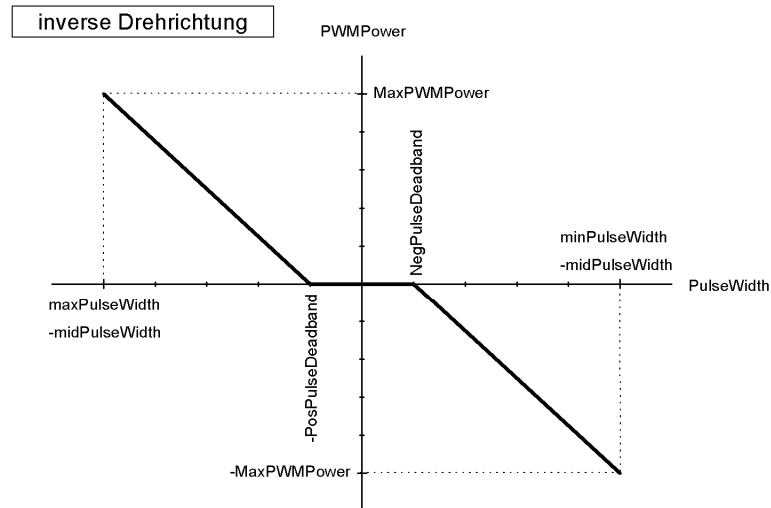 inverse Drehrichtung
PWMPower
MaxPWMPower
NegPulseDeadband
minPulseWidth
-midPulseWidth
PulseWidth
maxPulseWidth
-midPulseWidth
-PosPulseDeadband
-MaxPWMPower